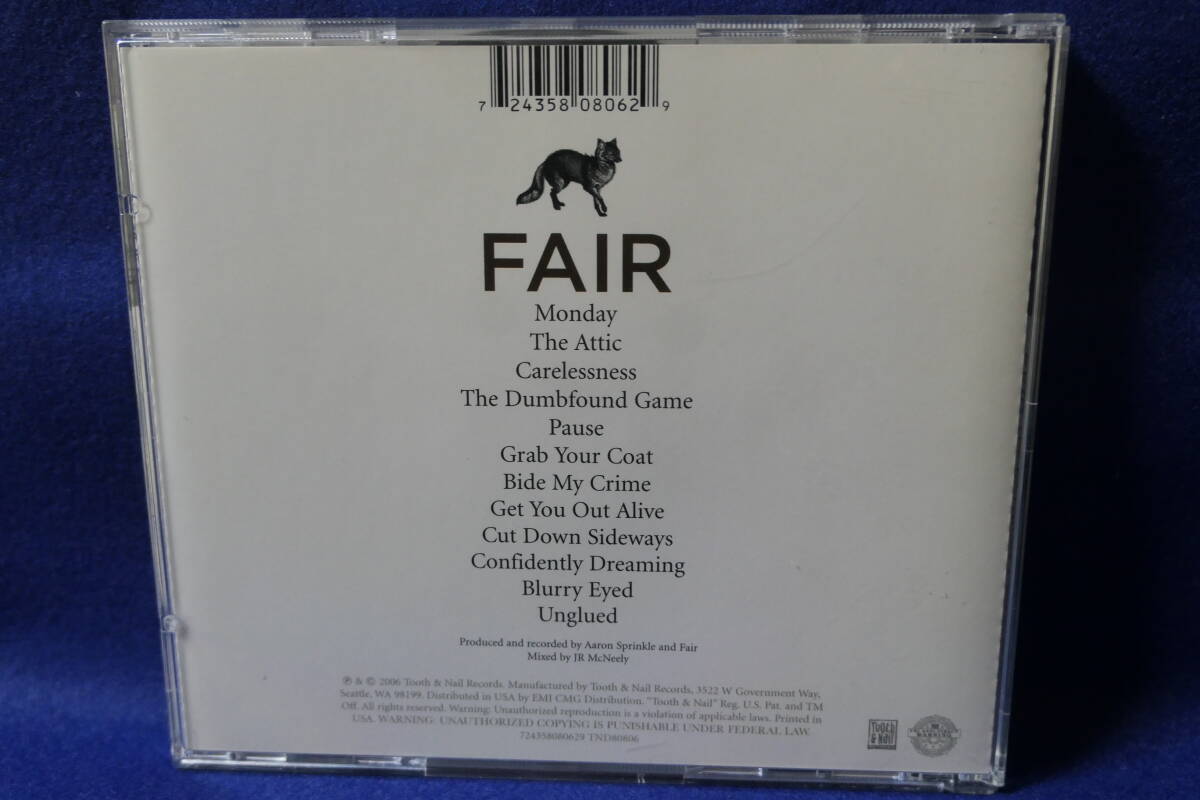 7 24358 08062 9
FAIR
Monday
The Attic
Carelessness
The Dumbfound Game
Pause
Grab Your Coat
Bide My Crime
Get You Out Alive
Cut Down Sideways
Confidently Dreaming
Blurry Eyed
Unglued
Produced and recorded by Aaron Sprinkle and Fair
Mixed by JR McNeely
℗ & © 2006 Tooth & Nail Records. Manufactured by Tooth & Nail Records, 3522 W Government Way,
Seattle, WA 98199. Distributed in USA by EMI CMG Distribution. "Tooth & Nail" Reg. U.S. Pat. and TM
Off. All rights reserved. Warning: Unauthorized reproduction is a violation of applicable laws. Printed in
USA. WARNING: UNAUTHORIZED COPYING IS PUNISHABLE UNDER FEDERAL LAW.
724358080629 TND80806
Tooth
& Nail
WARNING